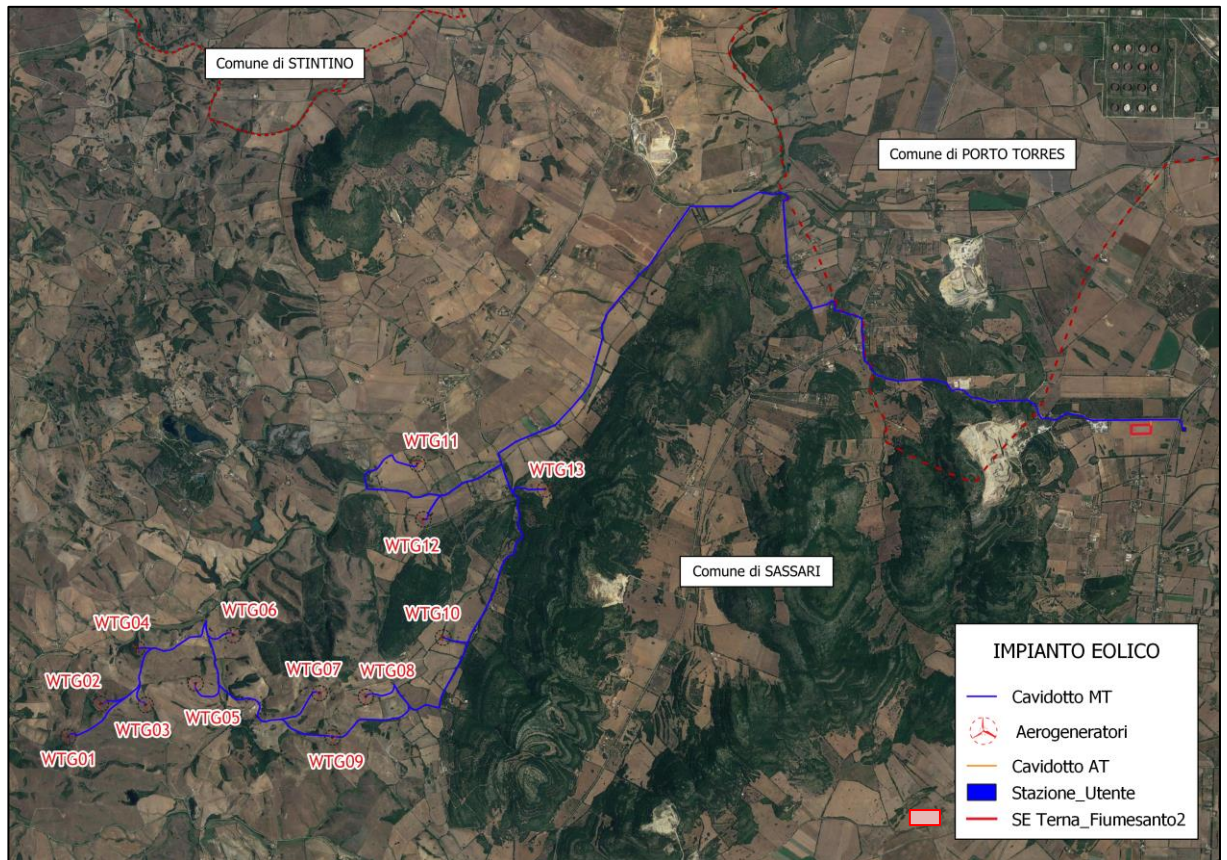 Comune di STINTINO
Comune di PORTO TORRES
WTG11
WTG13
WTG12
Comune di SASSARI
WTG04
WTG06
WTG10
WTG02
WTG07
WTG08
WTG03
WTG05
WTG01
WTG09
IMPIANTO EOLICO
Cavidotto MT
Aerogeneratori
Cavidotto AT
Stazione_Utente
SE Terna_Fiumesanto2